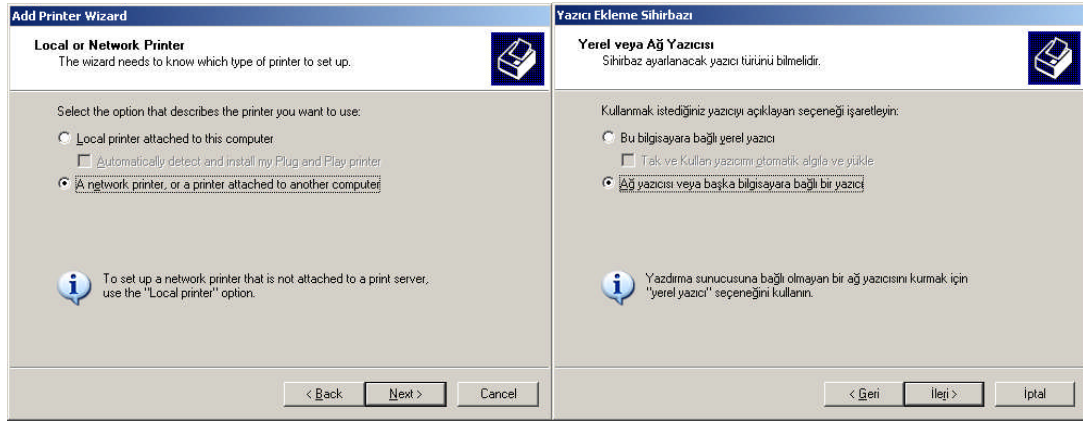 Add Printer Wizard
Local or Network Printer
The wizard needs to know which type of printer to set up.
Select the option that describes the printer you want to use:
Local printer attached to this computer
Automatically detect and install my Plug and Play printer
A network printer, or a printer attached to another computer
To set up a network printer that is not attached to a print server,
use the "Local printer" option.
< Back
Next >
Cancel
Yazıcı Ekleme Sihirbazı
Yerel veya Ağ Yazıcısı
Sihirbaz ayarlanacak yazıcı türünü bilmelidir.
Kullanmak istediğiniz yazıcıyı açıklayan seçeneği işaretleyin:
Bu bilgisayara bağlı yerel yazıcı
Tak ve Kullan yazıcımı otomatik algıla ve yükle
Ağ yazıcısı veya başka bilgisayara bağlı bir yazıcı
Yazdırma sunucusuna bağlı olmayan bir ağ yazıcısını kurmak için
"yerel yazıcı" seçeneğini kullanın.
< Geri
İleri >
İptal